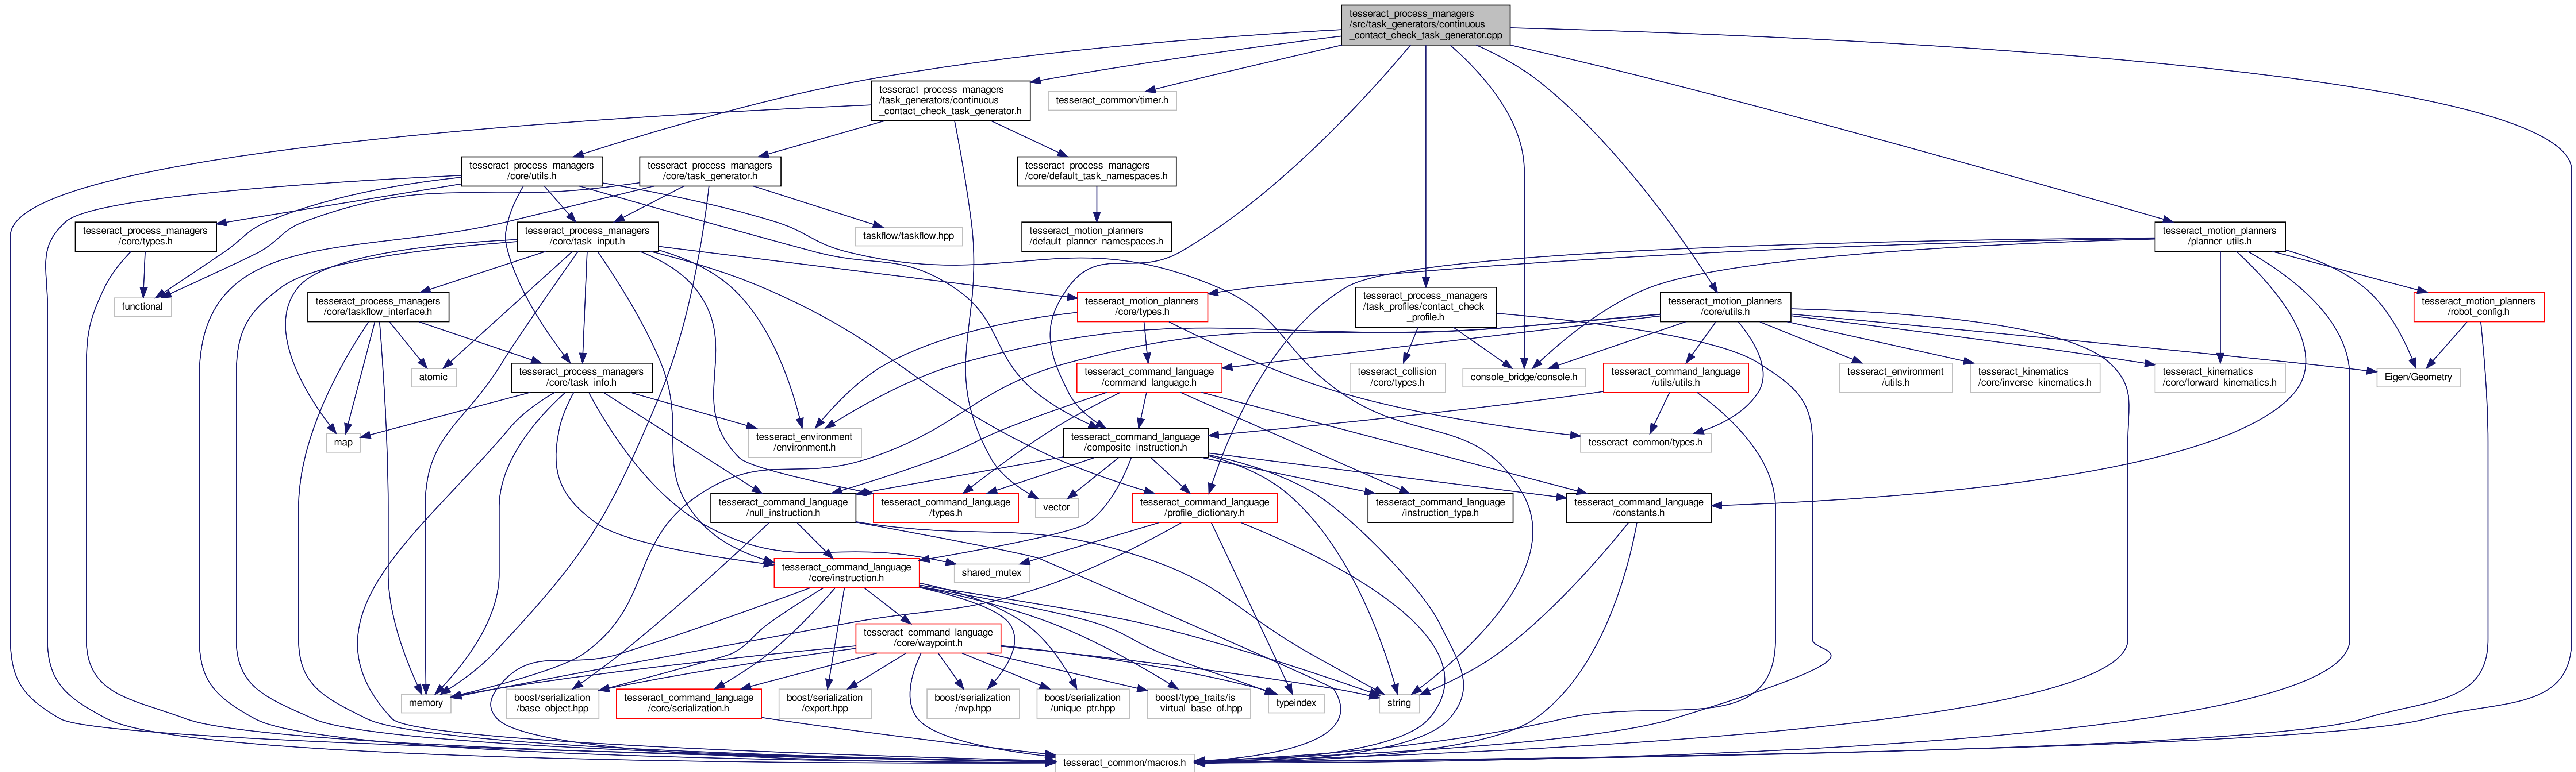 tesseract_process_managers
/src/task_generators/continuous
_contact_check_task_generator.cpp
tesseract_process_managers
/task_generators/continuous
_contact_check_task_generator.h
tesseract_common/timer.h
tesseract_process_managers
/core/utils.h
tesseract_process_managers
/core/task_generator.h
tesseract_process_managers
/core/default_task_namespaces.h
tesseract_process_managers
/core/types.h
tesseract_process_managers
/core/task_input.h
taskflow/taskflow.hpp
tesseract_motion_planners
/default_planner_namespaces.h
tesseract_motion_planners
/planner_utils.h
functional
tesseract_process_managers
/core/taskflow_interface.h
tesseract_motion_planners
/core/types.h
tesseract_process_managers
/task_profiles/contact_check
_profile.h
tesseract_motion_planners
/core/utils.h
tesseract_motion_planners
/robot_config.h
atomic
tesseract_process_managers
/core/task_info.h
tesseract_command_language
/command_language.h
tesseract_collision
/core/types.h
console_bridge/console.h
tesseract_command_language
/utils/utils.h
tesseract_environment
/utils.h
tesseract_kinematics
/core/inverse_kinematics.h
tesseract_kinematics
/core/forward_kinematics.h
Eigen/Geometry
map
tesseract_environment
/environment.h
tesseract_command_language
/composite_instruction.h
tesseract_common/types.h
tesseract_command_language
/null_instruction.h
tesseract_command_language
/types.h
vector
tesseract_command_language
/profile_dictionary.h
tesseract_command_language
/instruction_type.h
tesseract_command_language
/constants.h
tesseract_command_language
/core/instruction.h
shared_mutex
tesseract_command_language
/core/waypoint.h
memory
boost/serialization
/base_object.hpp
tesseract_command_language
/core/serialization.h
boost/serialization
/export.hpp
boost/serialization
/nvp.hpp
boost/serialization
/unique_ptr.hpp
boost/type_traits/is
_virtual_base_of.hpp
typeindex
string
tesseract_common/macros.h